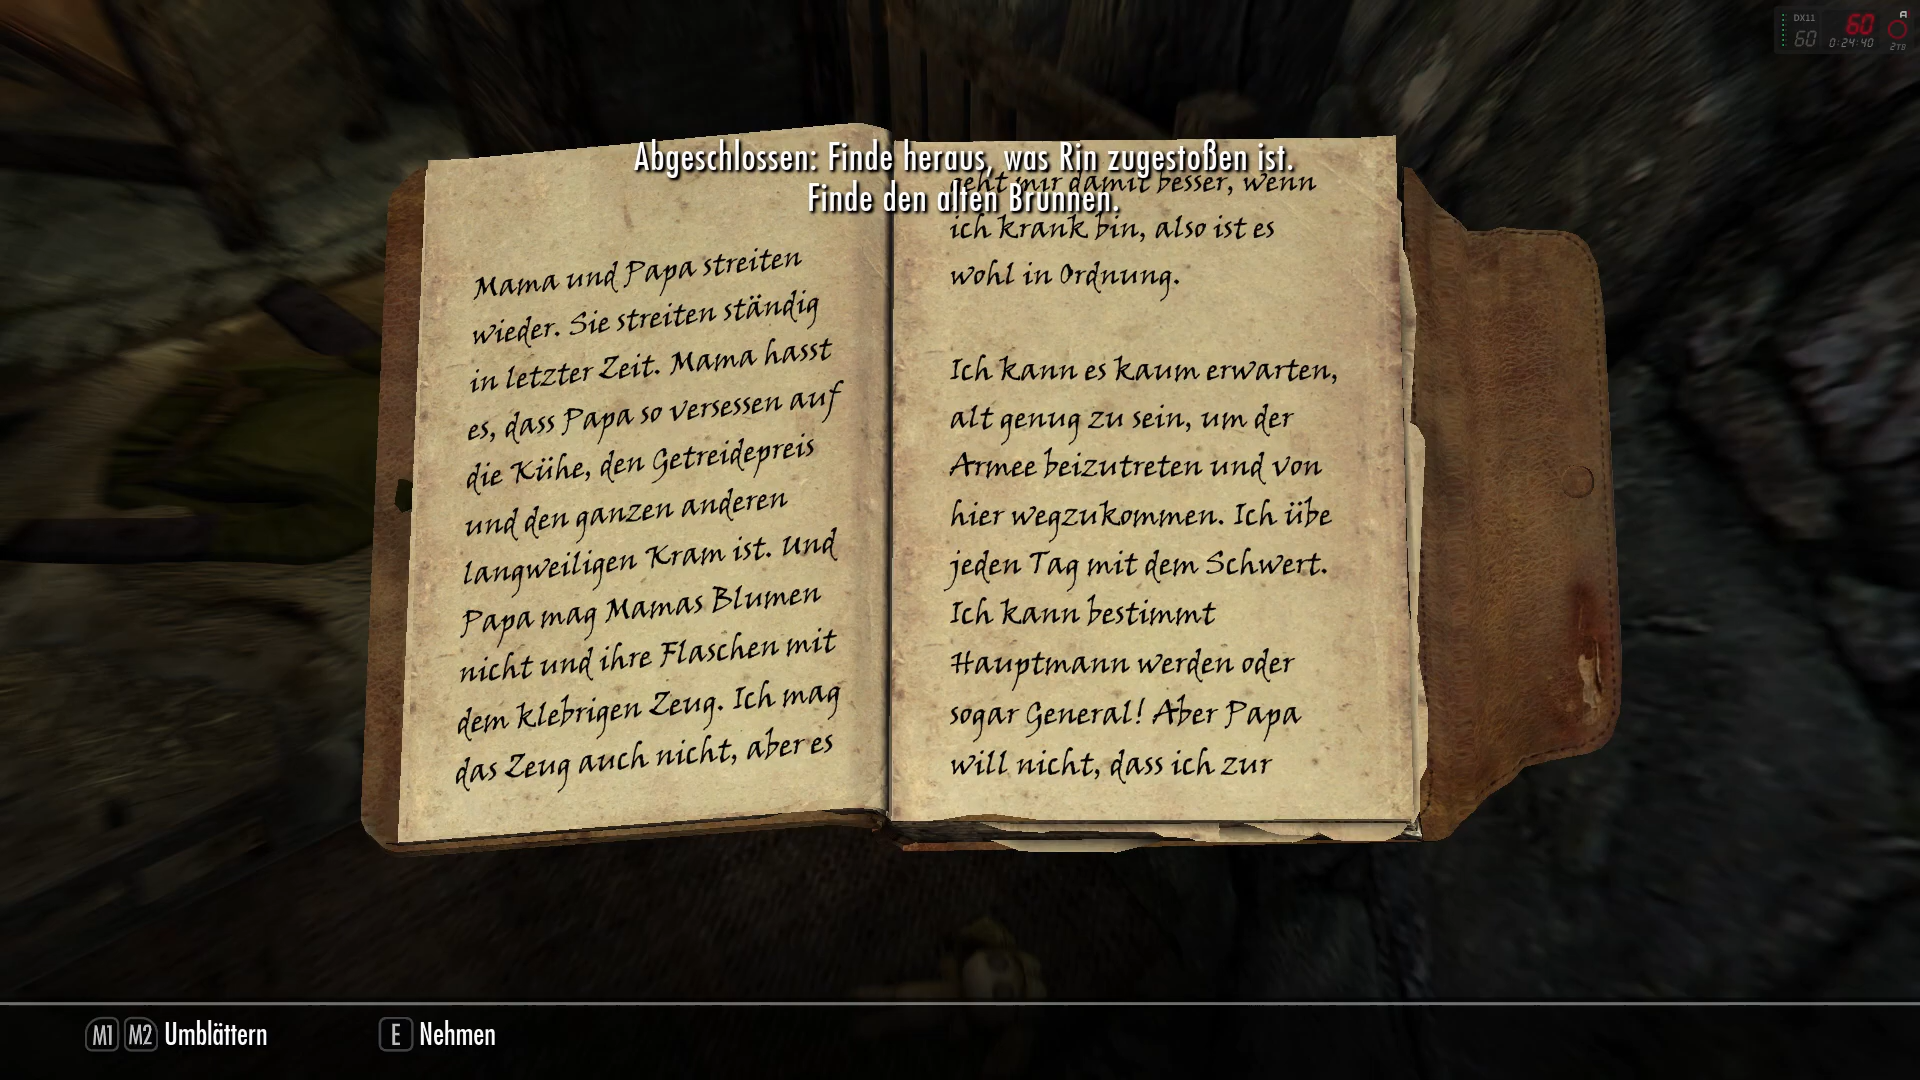 DX11
60
60
0:24:40
A
2TB
Abgeschlossen: Finde heraus, was Rin zugestoßen ist.
Finde den alten Brunnen.
Mama und Papa streiten
wieder. Sie streiten ständig
in letzter Zeit. Mama hasst
es, dass Papa so versessen auf
die Kühe, den Getreidepreis
und den ganzen anderen
langweiligen Kram ist. Und
Papa mag Mamas Blumen
nicht und ihre Flaschen mit
dem klebrigen Zeug. Ich mag
das Zeug auch nicht, aber es
geht mir damit besser, wenn
ich krank bin, also ist es
wohl in Ordnung.
Ich kann es kaum erwarten,
alt genug zu sein, um der
Armee beizutreten und von
hier wegzukommen. Ich übe
jeden Tag mit dem Schwert.
Ich kann bestimmt
Hauptmann werden oder
sogar General! Aber Papa
will nicht, dass ich zur
M1 M2 Umblättern
E Nehmen